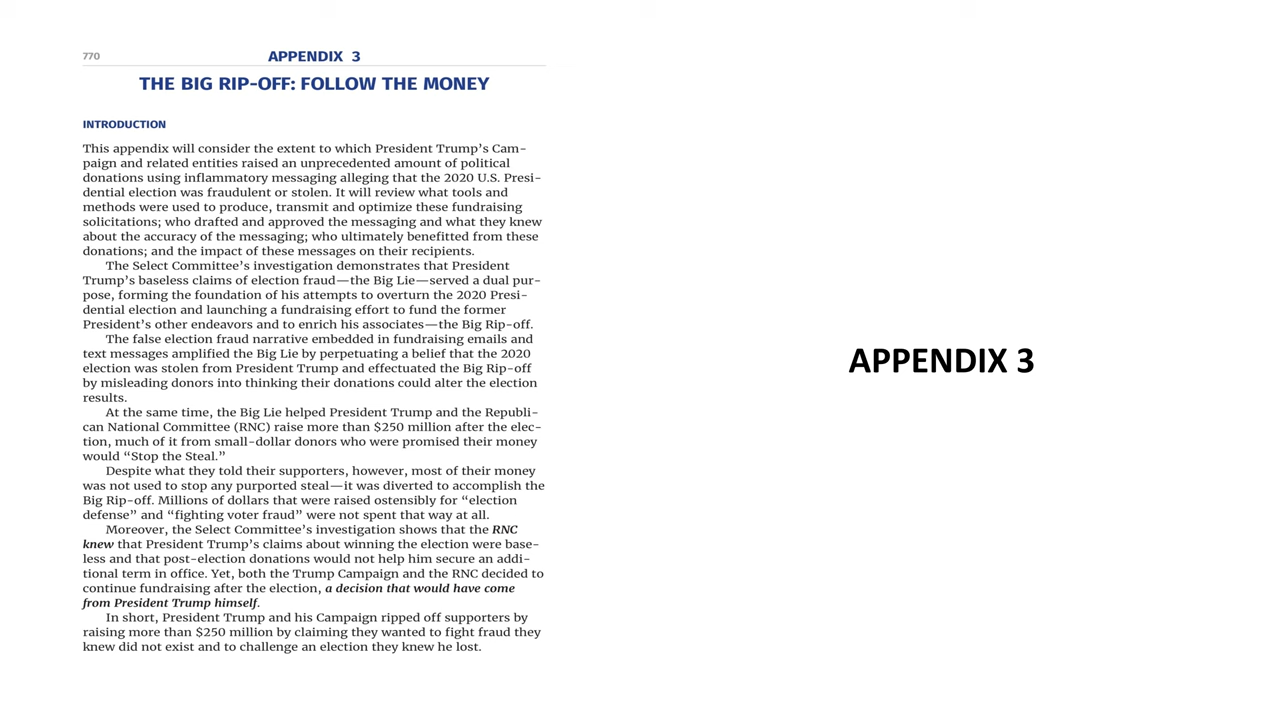 770
APPENDIX 3
THE BIG RIP-OFF: FOLLOW THE MONEY
INTRODUCTION
This appendix will consider the extent to which President Trump’s Cam-
paign and related entities raised an unprecedented amount of political
donations using inflammatory messaging alleging that the 2020 U.S. Presi-
dential election was fraudulent or stolen. It will review what tools and
methods were used to produce, transmit and optimize these fundraising
solicitations; who drafted and approved the messaging and what they knew
about the accuracy of the messaging; who ultimately benefitted from these
donations; and the impact of these messages on their recipients.
The Select Committee’s investigation demonstrates that President
Trump’s baseless claims of election fraud—the Big Lie—served a dual pur-
pose, forming the foundation of his attempts to overturn the 2020 Presi-
dential election and launching a fundraising effort to fund the former
President’s other endeavors and to enrich his associates—the Big Rip-off.
The false election fraud narrative embedded in fundraising emails and
text messages amplified the Big Lie by perpetuating a belief that the 2020
election was stolen from President Trump and effectuated the Big Rip-off
by misleading donors into thinking their donations could alter the election
results.
At the same time, the Big Lie helped President Trump and the Republi-
can National Committee (RNC) raise more than $250 million after the elec-
tion, much of it from small-dollar donors who were promised their money
would “Stop the Steal.”
Despite what they told their supporters, however, most of their money
was not used to stop any purported steal—it was diverted to accomplish the
Big Rip-off. Millions of dollars that were raised ostensibly for “election
defense” and “fighting voter fraud” were not spent that way at all.
Moreover, the Select Committee’s investigation shows that the RNC
knew that President Trump’s claims about winning the election were base-
less and that post-election donations would not help him secure an addi-
tional term in office. Yet, both the Trump Campaign and the RNC decided to
continue fundraising after the election, a decision that would have come
from President Trump himself.
In short, President Trump and his Campaign ripped off supporters by
raising more than $250 million by claiming they wanted to fight fraud they
knew did not exist and to challenge an election they knew he lost.
APPENDIX 3